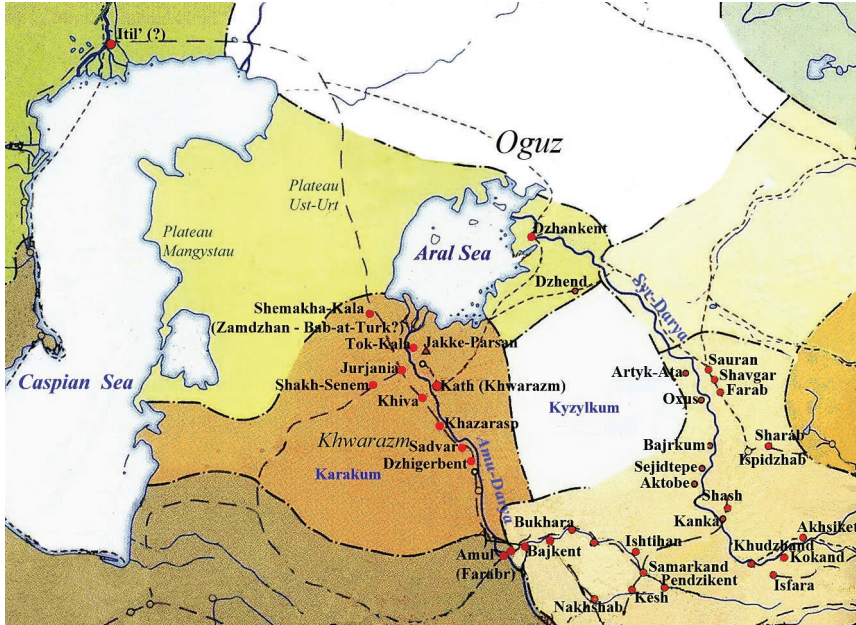 Itil' (?)
Oguz
Plateau
Ust-Urt
Plateau
Mangystau
Dzhankent
Aral Sea
Dzhend
Syr-Darya
Shemakha-Kala
(Zamdzhan - Bab-at-Turk?)
Tok-Kala
Jakke-Parsan
Jurjania
Caspian Sea
Shakh-Senem
Kath (Khwarazm)
Khiva
Kyzylkum
Artyk-Ata
Sauran
Shavgar
Farab
Oxus
Khazarasp
Khwarazm
Sadvar
Karakum
Dzhigerbent
Amu-Darya
Bajrkum
Sharab
Ispidzhab
Sejidtepe
Aktobe
Shash
Kanka
Bukhara
Akhsiket
Amul
(Farabr)
Bajkent
Ishtihan
Khudzhand
Kokand
Samarkand
Pendzikent
Isfara
Nakhshab
Kesh